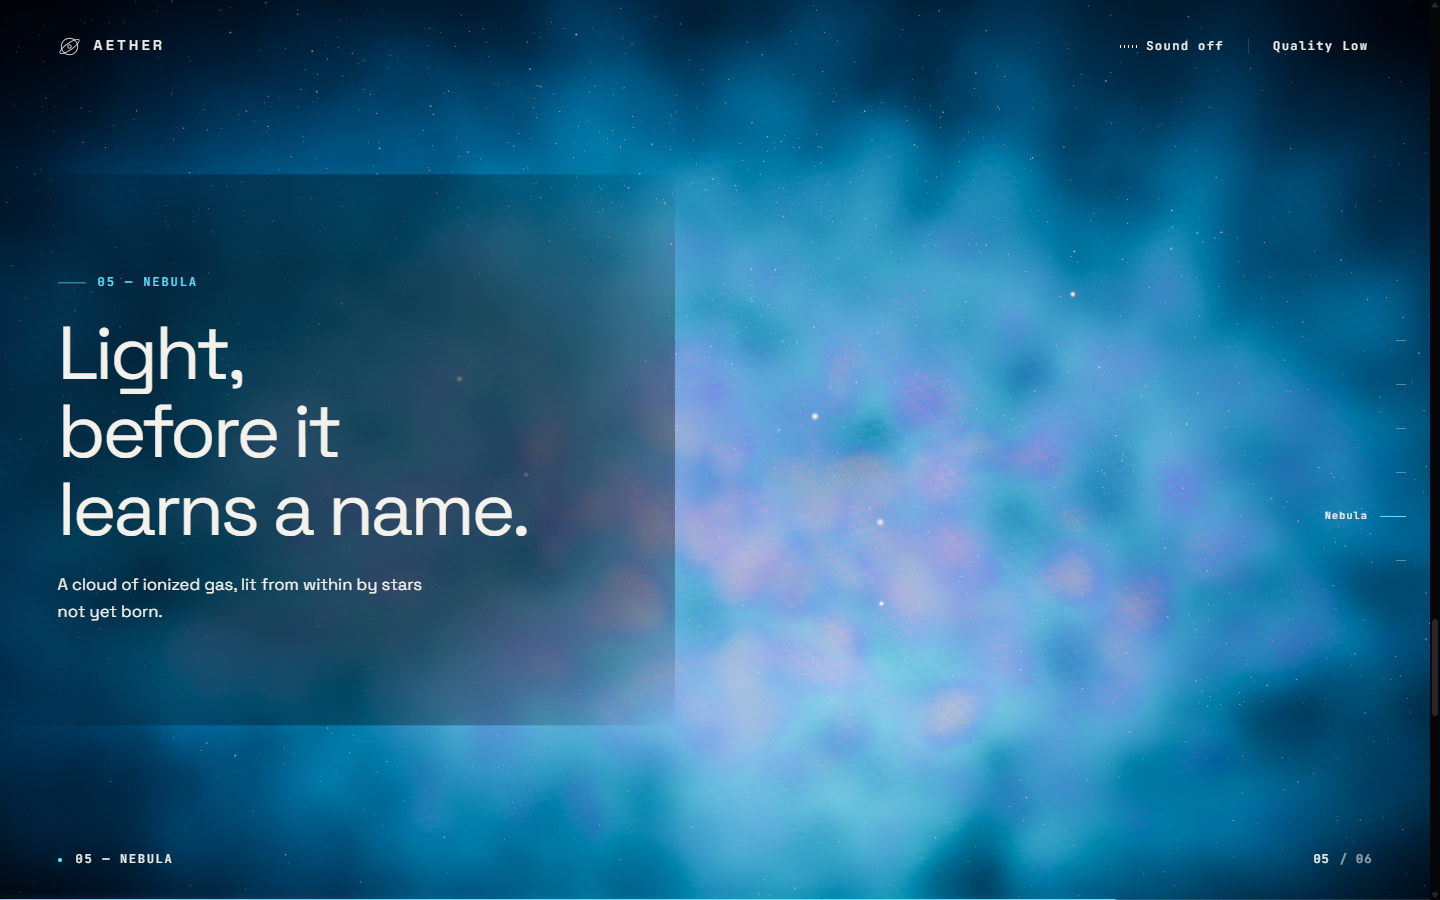 AETHER
Sound off
Quality Low
05 — NEBULA
Light,
before it
learns a name.
A cloud of ionized gas, lit from within by stars
not yet born.
Nebula
05 — NEBULA
05 / 06